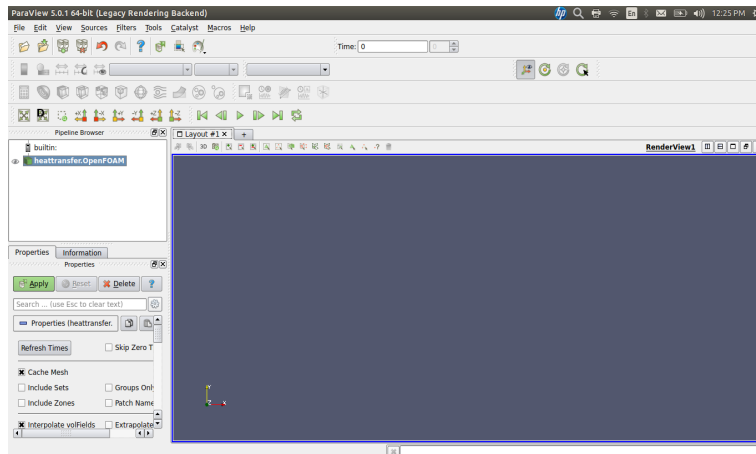 ParaView 5.0.1 64-bit (Legacy Rendering Backend)
hp En 12:25 PM
File Edit View Sources Filters Tools Catalyst Macros Help
Time: 0 0
Pipeline Browser
Layout #1 X +
3D
RenderView1
builtin:
heattransfer.OpenFOAM
Properties Information
Properties
Apply Reset Delete ?
Search ... (use Esc to clear text)
Properties (heattransfer.
Refresh Times Skip Zero T
Cache Mesh
Include Sets Groups Only
Include Zones Patch Name
Interpolate volFields Extrapolate
Y
Z X